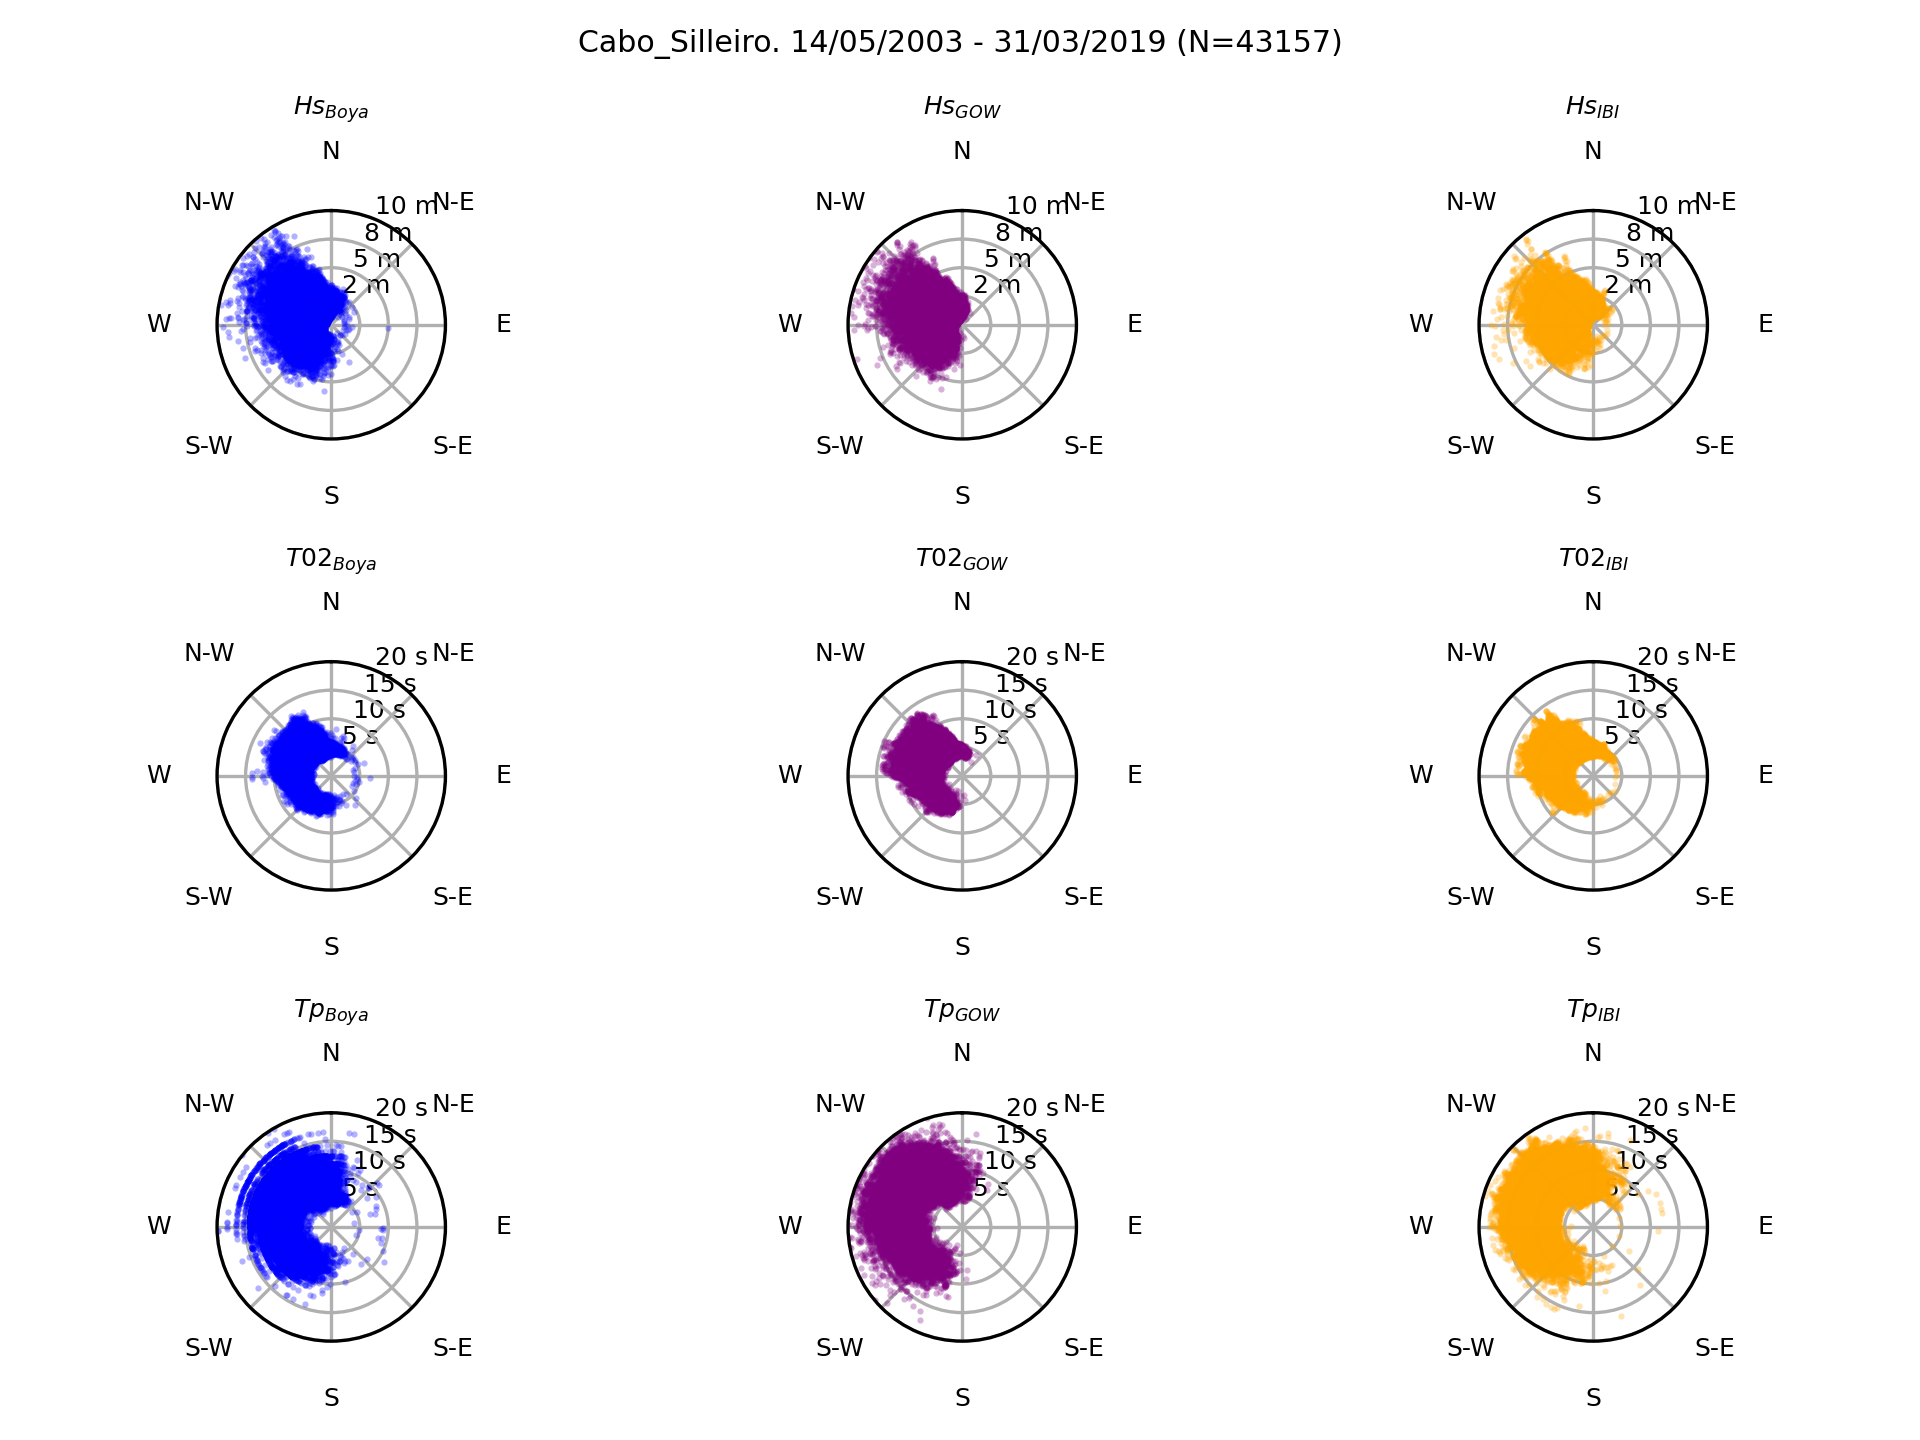 Cabo_Silleiro. 14/05/2003 - 31/03/2019 (N=43157)
Hs_Boya Hs_GOW Hs_IBI
N N N
N-W 10 m N-E N-W 10 m N-E N-W 10 m N-E
8 m 8 m 8 m
5 m 5 m 5 m
2 m 2 m 2 m
W E W E W E
S-W S-E S-W S-E S-W S-E
S S S
T02_Boya T02_GOW T02_IBI
N N N
N-W 20 s N-E N-W 20 s N-E N-W 20 s N-E
15 s 15 s 15 s
10 s 10 s 10 s
5 s 5 s 5 s
W E W E W E
S-W S-E S-W S-E S-W S-E
S S S
Tp_Boya Tp_GOW Tp_IBI
N N N
N-W 20 s N-E N-W 20 s N-E N-W 20 s N-E
15 s 15 s 15 s
10 s 10 s 10 s
5 s 5 s 5 s
W E W E W E
S-W S-E S-W S-E S-W S-E
S S S